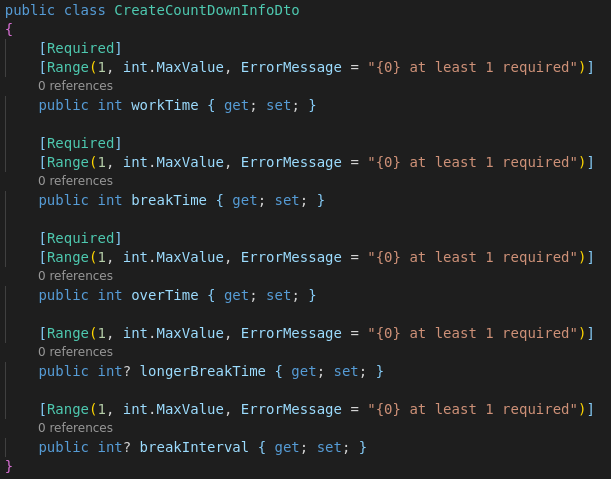 public class CreateCountDownInfoDto
{
[Required]
[Range(1, int.MaxValue, ErrorMessage = "{0} at least 1 required")]
0 references
public int workTime { get; set; }
[Required]
[Range(1, int.MaxValue, ErrorMessage = "{0} at least 1 required")]
0 references
public int breakTime { get; set; }
[Required]
[Range(1, int.MaxValue, ErrorMessage = "{0} at least 1 required")]
0 references
public int overTime { get; set; }
[Range(1, int.MaxValue, ErrorMessage = "{0} at least 1 required")]
0 references
public int? longerBreakTime { get; set; }
[Range(1, int.MaxValue, ErrorMessage = "{0} at least 1 required")]
0 references
public int? breakInterval { get; set; }
}